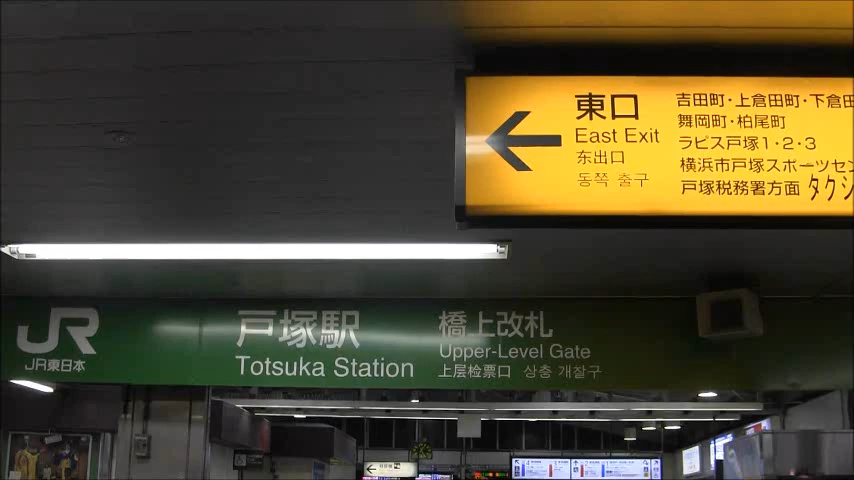 東口
East Exit
东出口
동쪽 출구
吉田町・上倉田町・下倉田
舞岡町・柏尾町
ラピス戸塚1・2・3
横浜市戸塚スポーツセン
戸塚税務署方面 タクシ
JR
JR東日本
戸塚駅
Totsuka Station
橋上改札
Upper-Level Gate
上层检票口 상층 개찰구